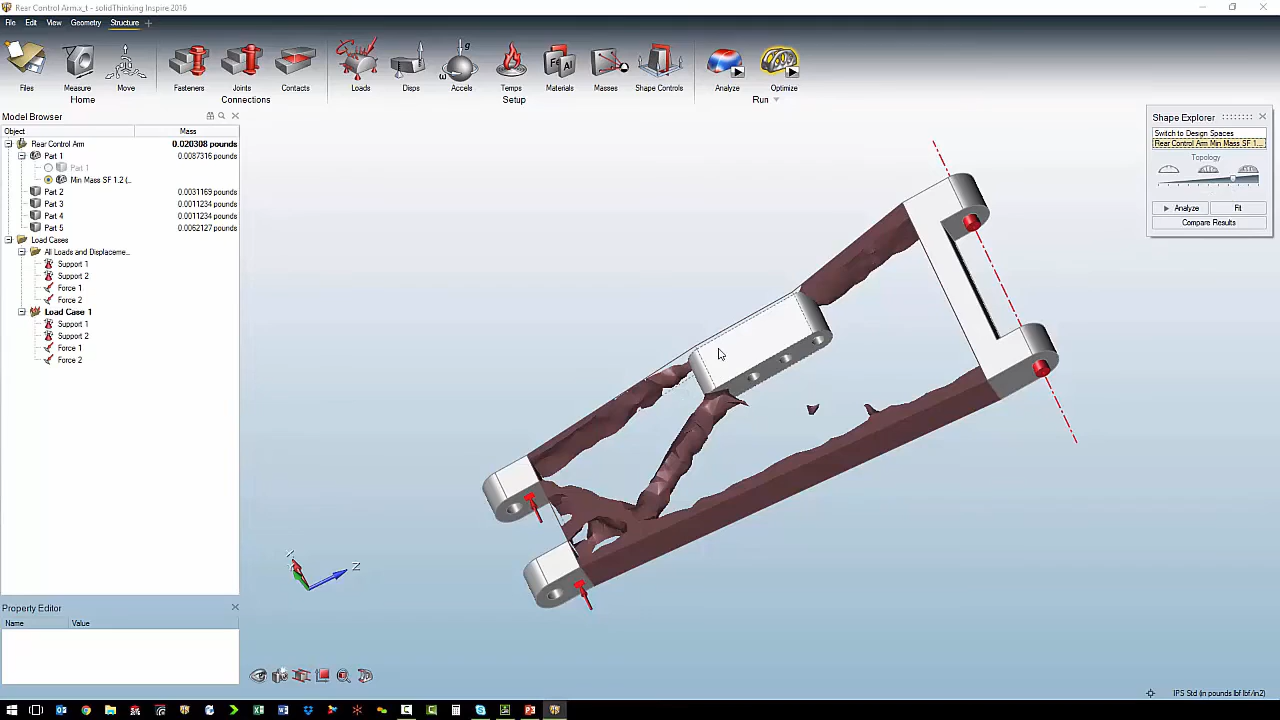 Rear Control Arm.x_t - solidThinking Inspire 2016
File Edit View Geometry Structure
Files Measure Move Fasteners Joints Contacts Loads Disps Accels Temps Materials Masses Shape Controls Analyze Optimize
Home Connections Setup Run
Model Browser
Object Mass
Rear Control Arm 0.020308 pounds
Part 1 0.0087316 pounds
Part 1
Min Mass SF 1.2 (...
Part 2 0.0031169 pounds
Part 3 0.0011234 pounds
Part 4 0.0011234 pounds
Part 5 0.0062127 pounds
Load Cases
All Loads and Displaceme...
Support 1
Support 2
Force 1
Force 2
Load Case 1
Support 1
Support 2
Force 1
Force 2
Property Editor
Name Value
Shape Explorer
Switch to Design Spaces
Rear Control Arm Min Mass SF 1...
Topology
Analyze Fit
Compare Results
Fe Al
g
Z
IPS Std (in pounds lbf lbf/in2)